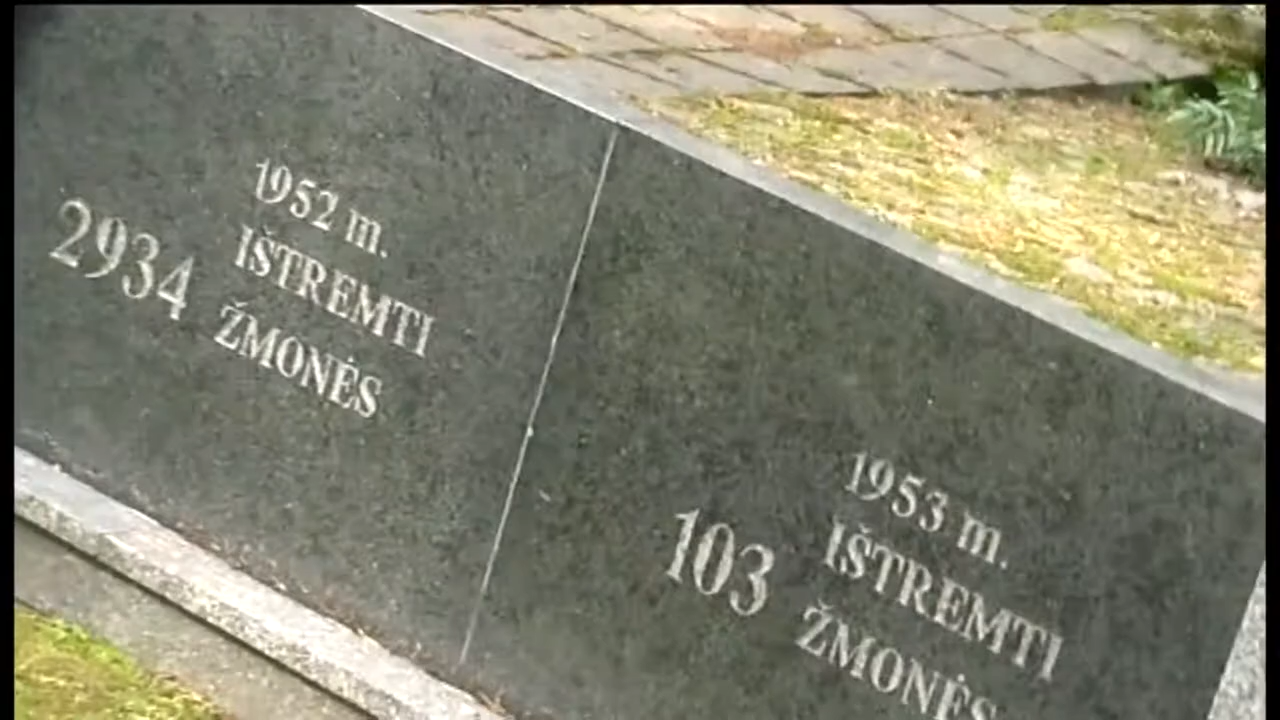 1952 m.
2934 IŠTREMTI
ŽMONĖS
1953 m.
103 IŠTREMTI
ŽMONĖS